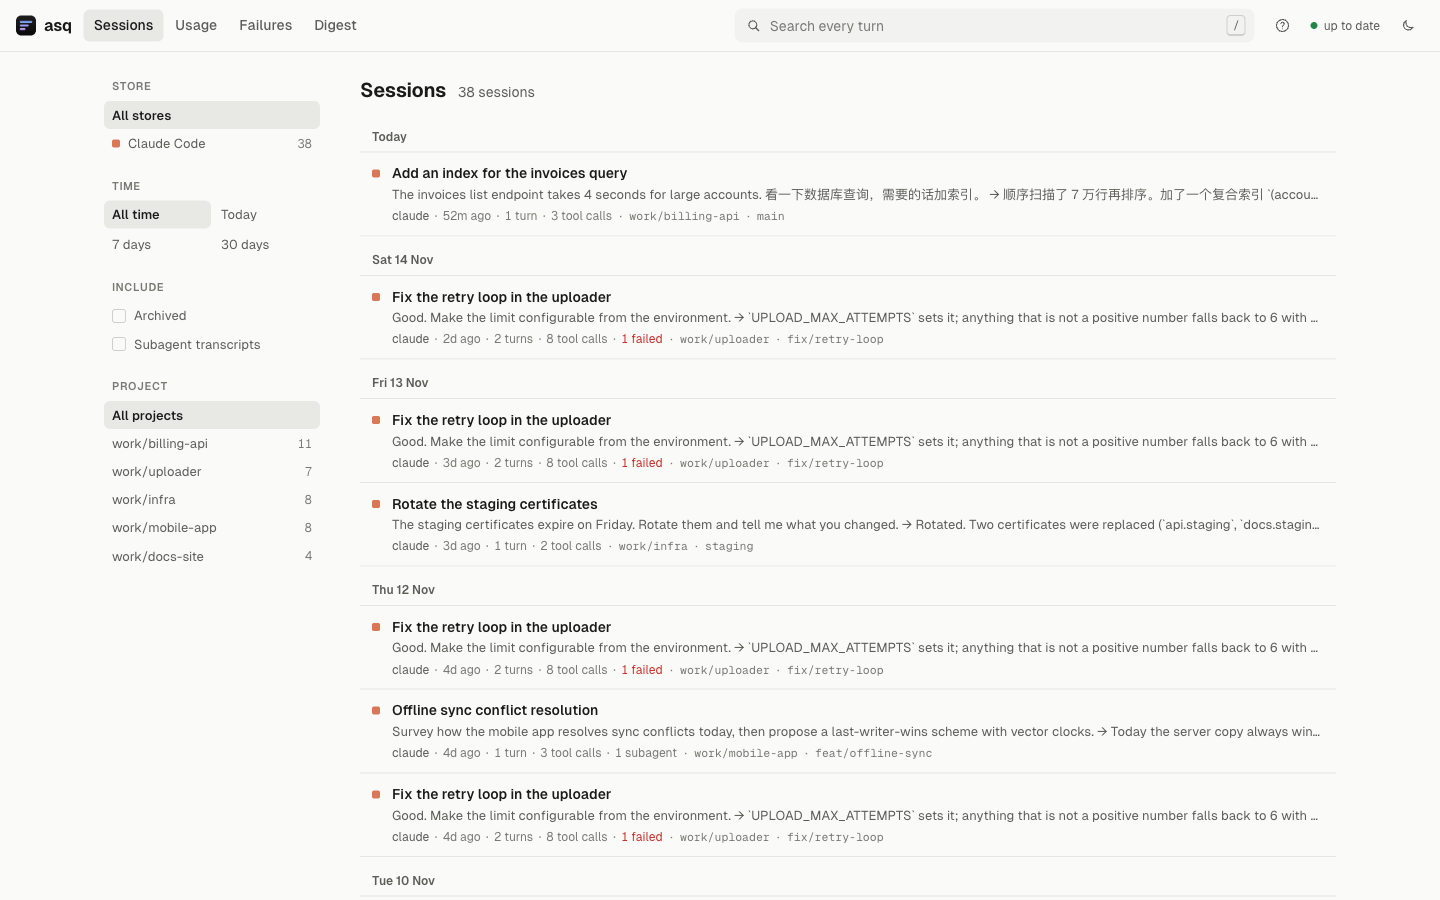 asq Sessions Usage Failures Digest Search every turn / up to date
STORE
All stores
Claude Code 38
TIME
All time Today
7 days 30 days
INCLUDE
Archived
Subagent transcripts
PROJECT
All projects
work/billing-api 11
work/uploader 7
work/infra 8
work/mobile-app 8
work/docs-site 4
Sessions 38 sessions
Today
Add an index for the invoices query
The invoices list endpoint takes 4 seconds for large accounts. 看一下数据库查询，需要的话加索引。 → 顺序扫描了 7 万行再排序。加了一个复合索引 `(accou…
claude · 52m ago · 1 turn · 3 tool calls · work/billing-api · main
Sat 14 Nov
Fix the retry loop in the uploader
Good. Make the limit configurable from the environment. → `UPLOAD_MAX_ATTEMPTS` sets it; anything that is not a positive number falls back to 6 with …
claude · 2d ago · 2 turns · 8 tool calls · 1 failed · work/uploader · fix/retry-loop
Fri 13 Nov
Fix the retry loop in the uploader
Good. Make the limit configurable from the environment. → `UPLOAD_MAX_ATTEMPTS` sets it; anything that is not a positive number falls back to 6 with …
claude · 3d ago · 2 turns · 8 tool calls · 1 failed · work/uploader · fix/retry-loop
Rotate the staging certificates
The staging certificates expire on Friday. Rotate them and tell me what you changed. → Rotated. Two certificates were replaced (`api.staging`, `docs.stagin…
claude · 3d ago · 1 turn · 2 tool calls · work/infra · staging
Thu 12 Nov
Fix the retry loop in the uploader
Good. Make the limit configurable from the environment. → `UPLOAD_MAX_ATTEMPTS` sets it; anything that is not a positive number falls back to 6 with …
claude · 4d ago · 2 turns · 8 tool calls · 1 failed · work/uploader · fix/retry-loop
Offline sync conflict resolution
Survey how the mobile app resolves sync conflicts today, then propose a last-writer-wins scheme with vector clocks. → Today the server copy always win…
claude · 4d ago · 1 turn · 3 tool calls · 1 subagent · work/mobile-app · feat/offline-sync
Fix the retry loop in the uploader
Good. Make the limit configurable from the environment. → `UPLOAD_MAX_ATTEMPTS` sets it; anything that is not a positive number falls back to 6 with …
claude · 4d ago · 2 turns · 8 tool calls · 1 failed · work/uploader · fix/retry-loop
Tue 10 Nov